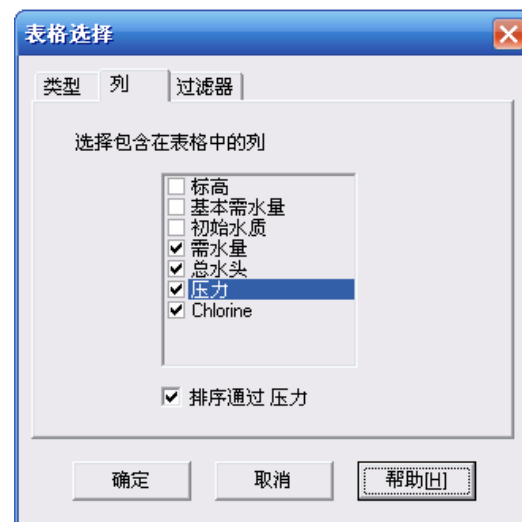 表格选择
类型 列 过滤器
选择包含在表格中的列
标高
基本需水量
初始水质
需水量
总水头
压力
Chlorine
排序通过 压力
确定 取消 帮助[H]